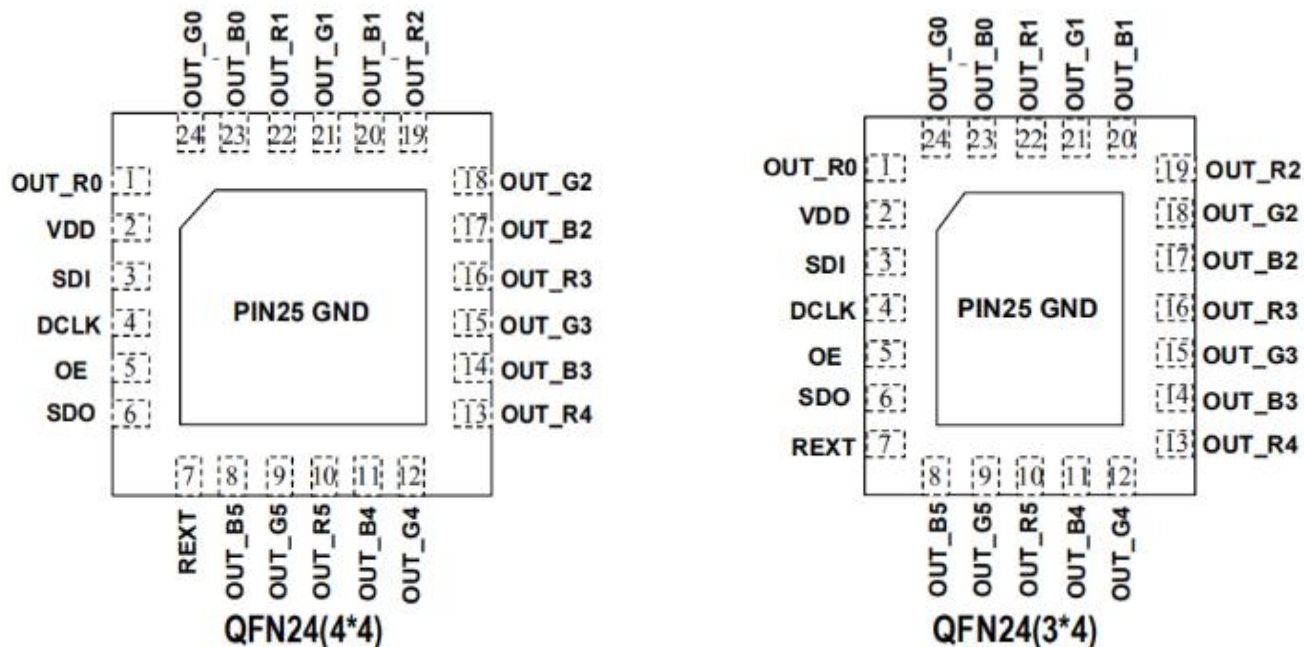 OUT_G0
OUT_B0
OUT_R1
OUT_G1
OUT_B1
OUT_R2
24
23
22
21
20
19
OUT_R0 1
VDD 2
SDI 3
DCLK 4
OE 5
SDO 6
PIN25 GND
18 OUT_G2
17 OUT_B2
16 OUT_R3
15 OUT_G3
14 OUT_B3
13 OUT_R4
7
8
9
10
11
12
REXT
OUT_B5
OUT_G5
OUT_R5
OUT_B4
OUT_G4
QFN24(4*4)
OUT_G0
OUT_B0
OUT_R1
OUT_G1
OUT_B1
24
23
22
21
20
OUT_R0 1
VDD 2
SDI 3
DCLK 4
OE 5
SDO 6
REXT 7
PIN25 GND
19 OUT_R2
18 OUT_G2
17 OUT_B2
16 OUT_R3
15 OUT_G3
14 OUT_B3
13 OUT_R4
8
9
10
11
12
OUT_B5
OUT_G5
OUT_R5
OUT_B4
OUT_G4
QFN24(3*4)